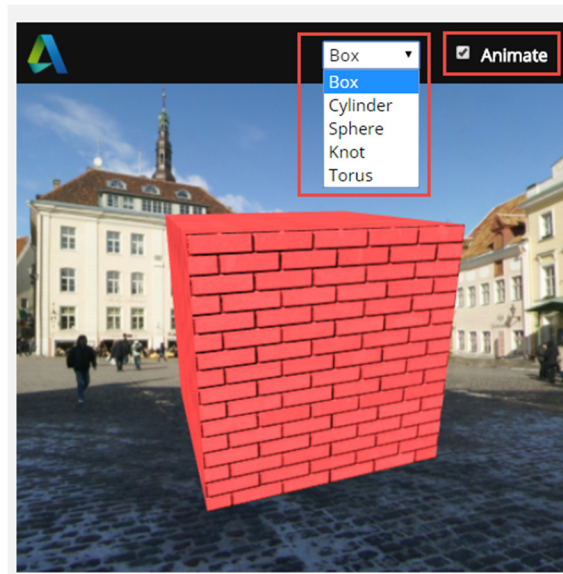 Box
Animate
Box
Cylinder
Sphere
Knot
Torus